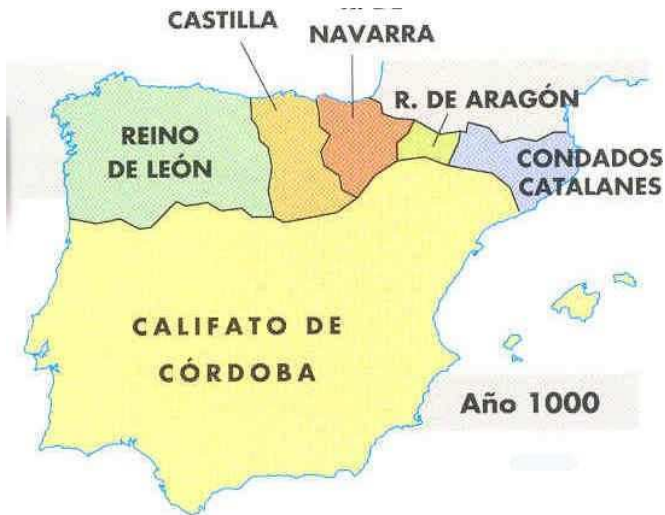 CASTILLA
NAVARRA
R. DE ARAGÓN
REINO
DE LEÓN
CONDADOS
CATALANES
CALIFATO DE
CÓRDOBA
Año 1000